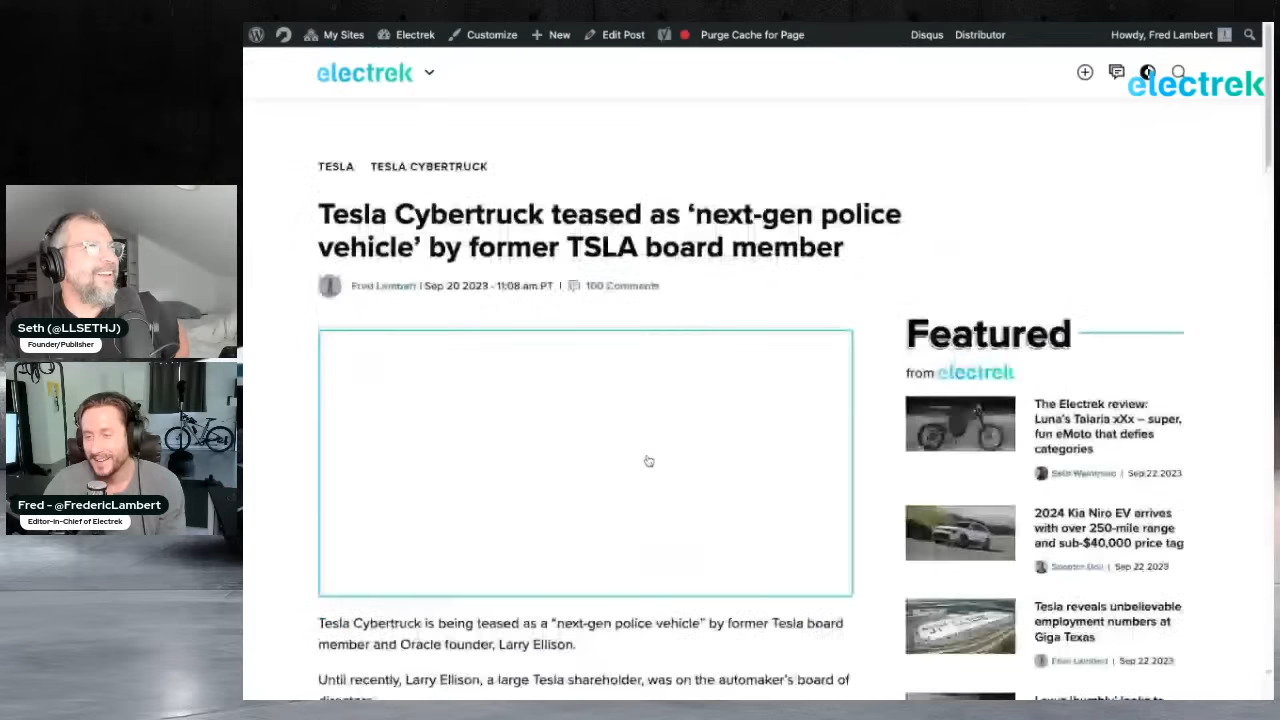 My Sites
Electrek
Customize
New
Edit Post
Purge Cache for Page
Disqus
Distributor
Howdy, Fred Lambert
electrek
electrek
TESLA
TESLA CYBERTRUCK
Tesla Cybertruck teased as ‘next-gen police
vehicle’ by former TSLA board member
Fred Lambert | Sep 20 2023 - 11:08 am PT | 100 Comments
Tesla Cybertruck is being teased as a “next-gen police vehicle” by former Tesla board
member and Oracle founder, Larry Ellison.
Until recently, Larry Ellison, a large Tesla shareholder, was on the automaker’s board of
Featured
from electrek
The Electrek review:
Luna’s Talaria xXx – super,
fun eMoto that defies
categories
Sep 22 2023
2024 Kia Niro EV arrives
with over 250-mile range
and sub-$40,000 price tag
Sep 22 2023
Tesla reveals unbelievable
employment numbers at
Giga Texas
Fred Lambert | Sep 22 2023
Seth (@LLSETHJ)
Founder/Publisher
Fred - @FredericLambert
Editor-in-Chief of Electrek